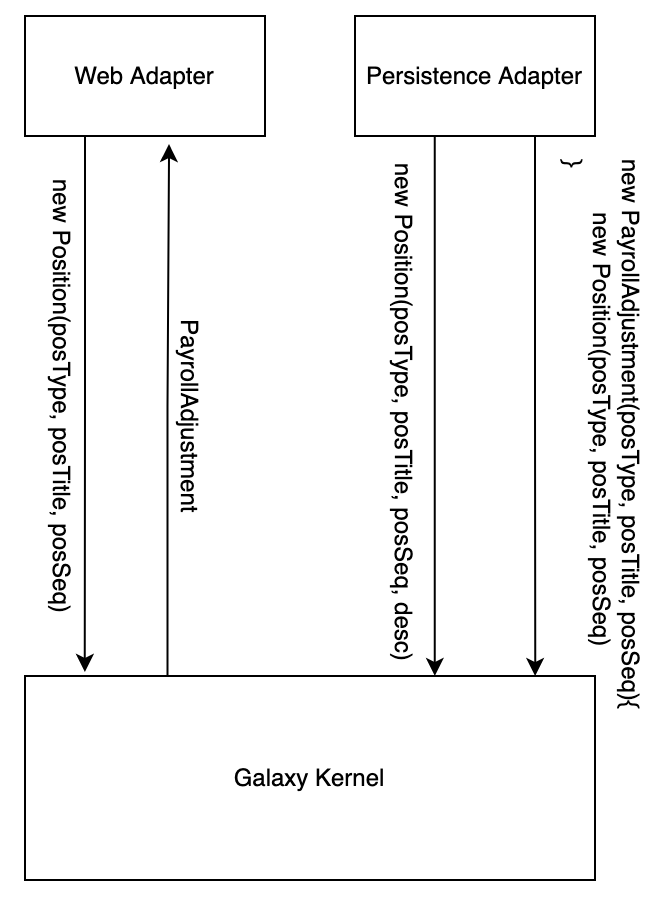 Web Adapter
Persistence Adapter
new Position(posType, posTitle, posSeq)
PayrollAdjustment
new Position(posType, posTitle, posSeq, desc)
new PayrollAdjustment(posType, posTitle, posSeq){
new Position(posType, posTitle, posSeq)
}
Galaxy Kernel